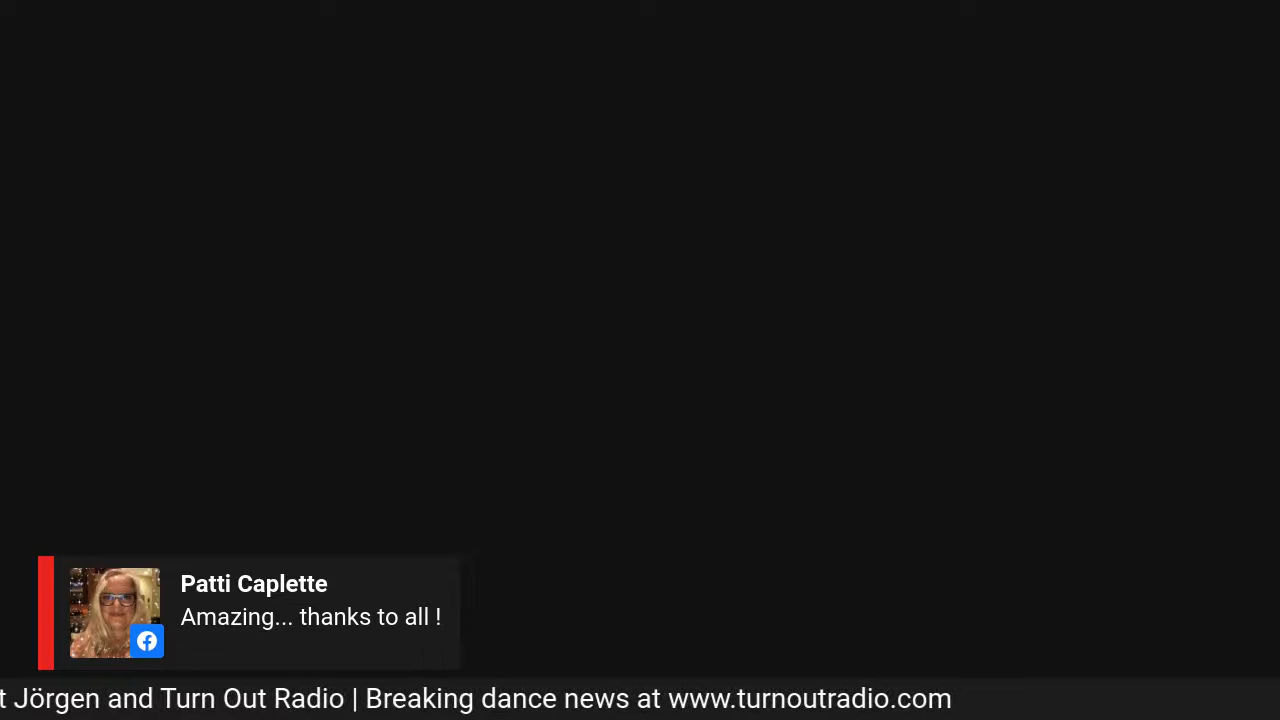 Patti Caplette
Amazing... thanks to all !
t Jörgen and Turn Out Radio | Breaking dance news at www.turnoutradio.com